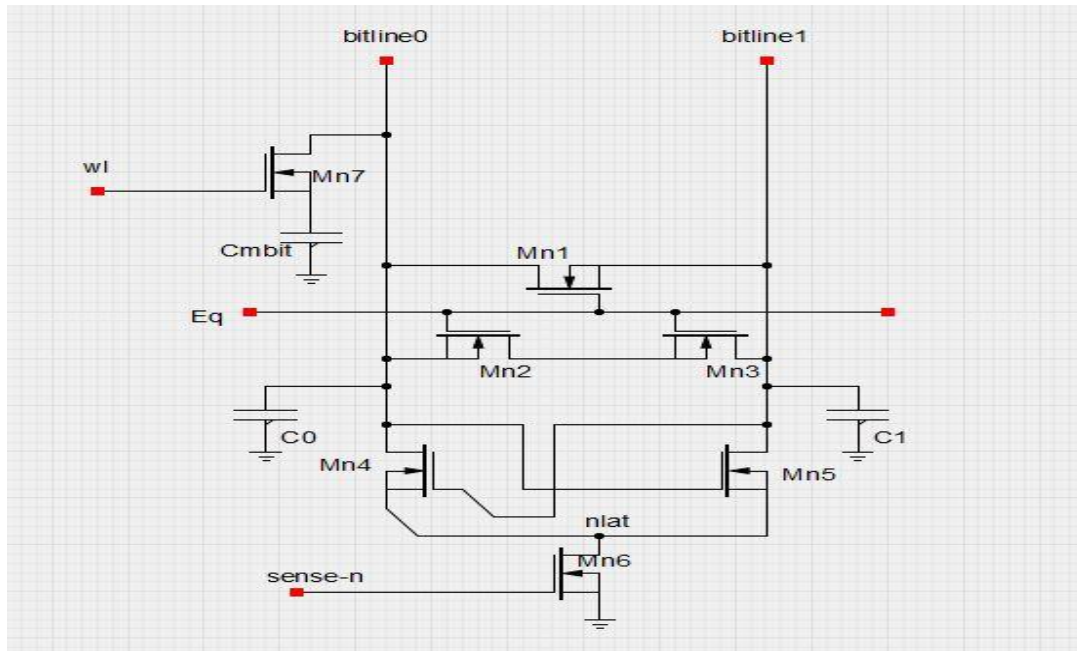 bitline0 bitline1
wl
Mn7
Cmbit
Mn1
Eq
Mn2 Mn3
C0 C1
Mn4 Mn5
nlat
Mn6
sense-n